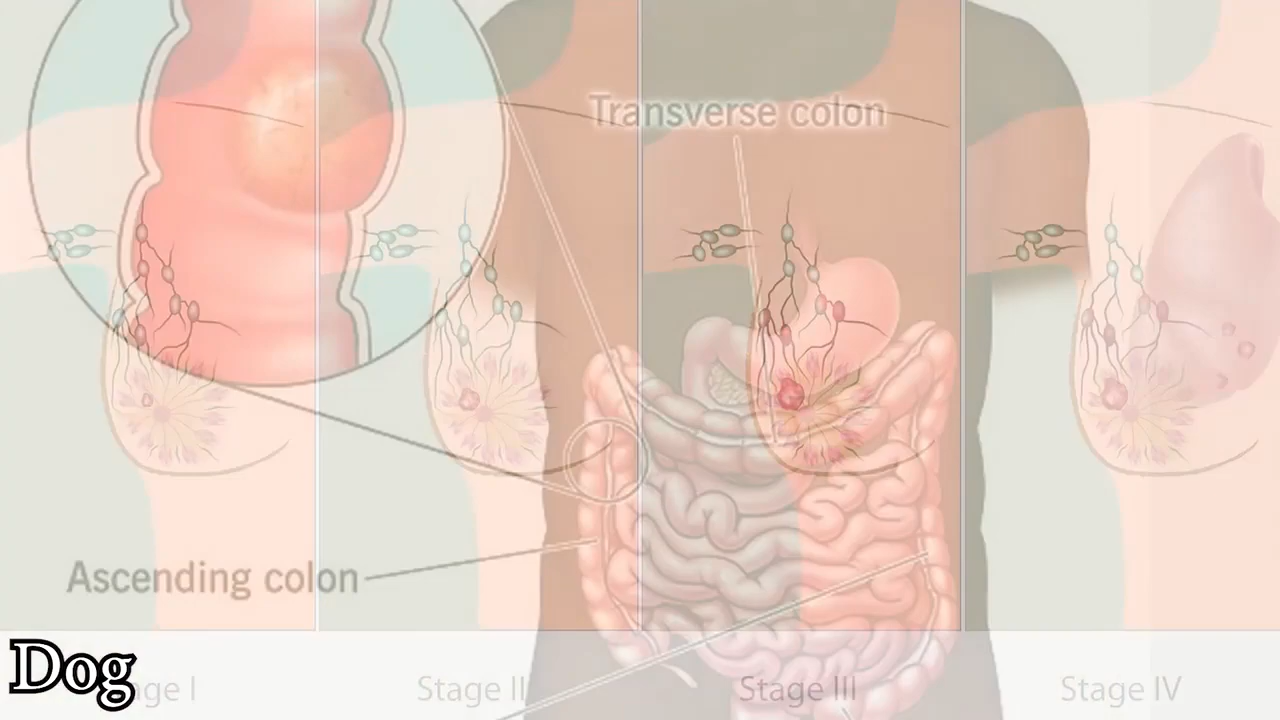 Transverse colon
Ascending colon
Dog
Stage II
Stage III
Stage IV